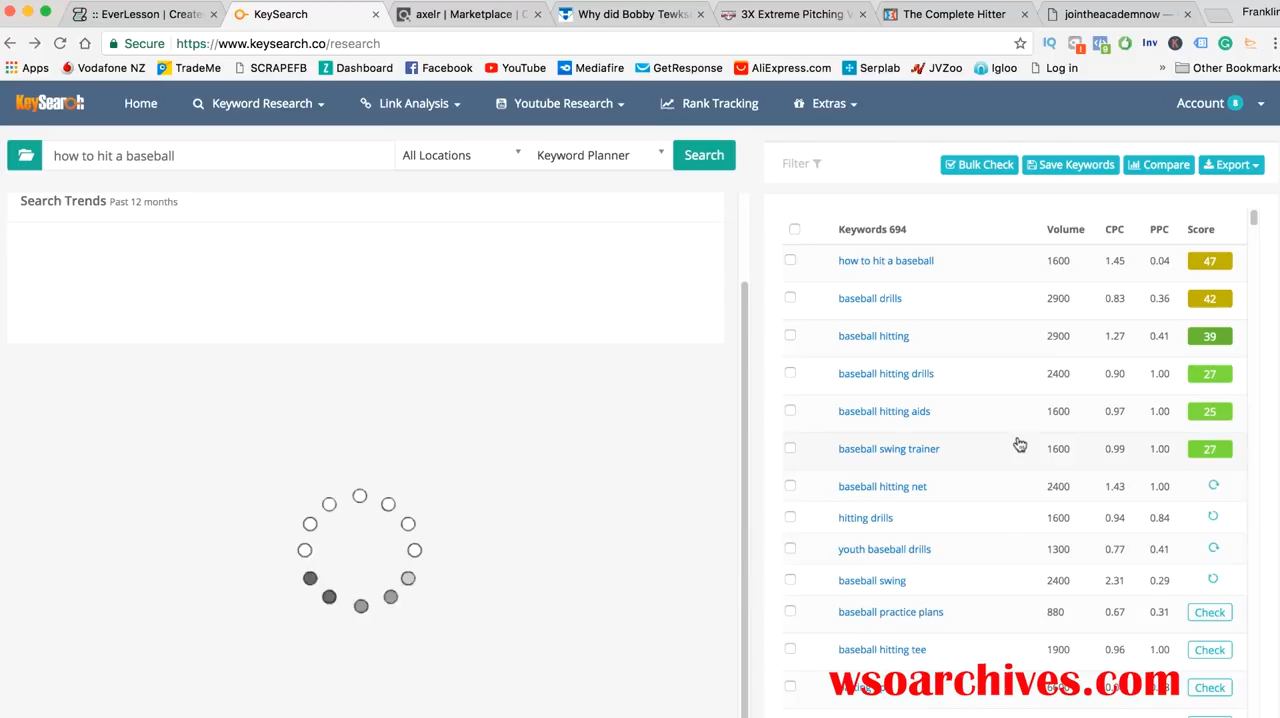 :: EverLesson :: Create
KeySearch
axelr | Marketplace | C
Why did Bobby Tewks
3X Extreme Pitching V
The Complete Hitter
jointheacademnow —
Franklin
Secure
https://www.keysearch.co/research
Apps
Vodafone NZ
TradeMe
SCRAPEFB
Dashboard
Facebook
YouTube
Mediafire
GetResponse
AliExpress.com
Serplab
JVZoo
Igloo
Log in
»
Other Bookmarks
KeySearch
Home
Keyword Research
Link Analysis
Youtube Research
Rank Tracking
Extras
Account 8
how to hit a baseball
All Locations
Keyword Planner
Search
Filter
Bulk Check
Save Keywords
Compare
Export
Search Trends Past 12 months
Keywords 694 Volume CPC PPC Score
how to hit a baseball 1600 1.45 0.04 47
baseball drills 2900 0.83 0.36 42
baseball hitting 2900 1.27 0.41 39
baseball hitting drills 2400 0.90 1.00 27
baseball hitting aids 1600 0.97 1.00 25
baseball swing trainer 1600 0.99 1.00 27
baseball hitting net 2400 1.43 1.00
hitting drills 1600 0.94 0.84
youth baseball drills 1300 0.77 0.41
baseball swing 2400 2.31 0.29
baseball practice plans 880 0.67 0.31 Check
baseball hitting tee 1900 0.96 1.00 Check
Check
wsoarchives.com